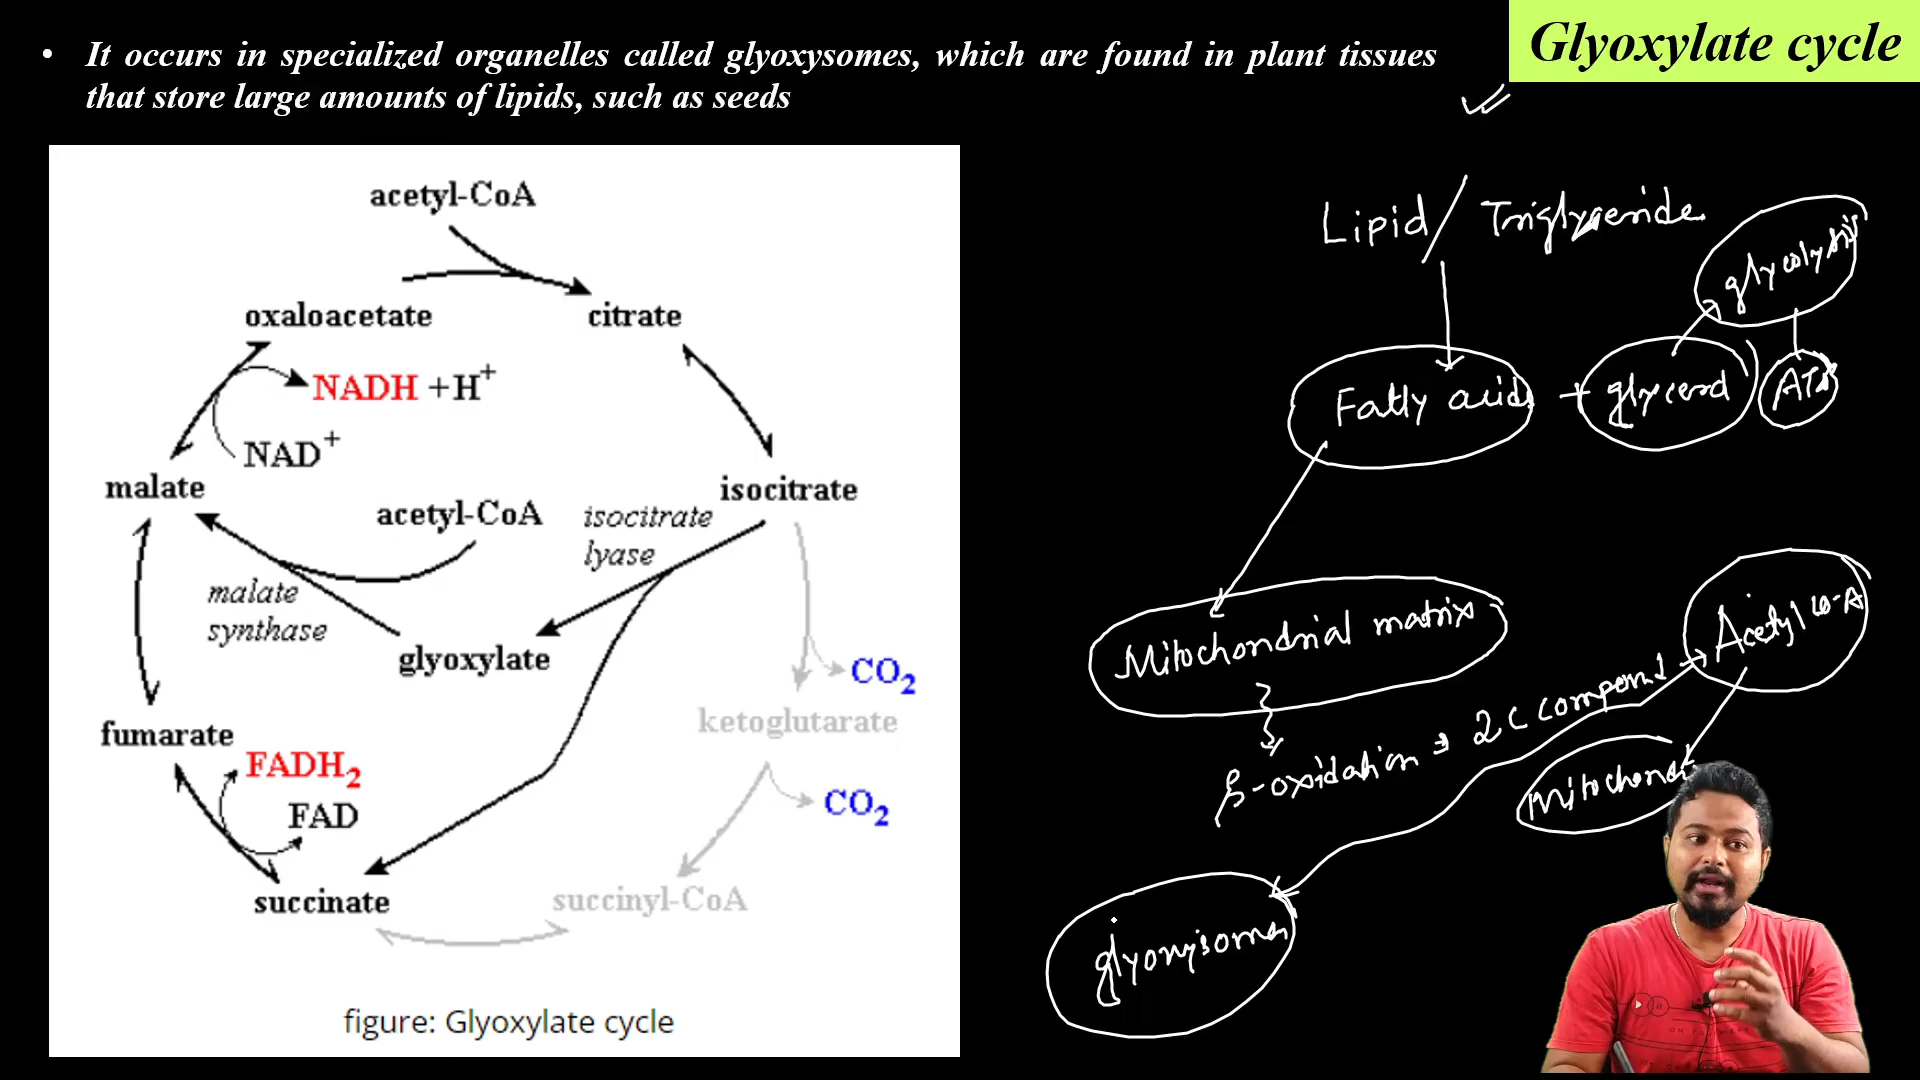 Glyoxylate cycle
• It occurs in specialized organelles called glyoxysomes, which are found in plant tissues
that store large amounts of lipids, such as seeds
acetyl-CoA
oxaloacetate
citrate
NADH + H+
NAD+
malate
isocitrate
acetyl-CoA
isocitrate
lyase
malate
synthase
glyoxylate
CO2
ketoglutarate
fumarate
FADH2
FAD
CO2
succinate
succinyl-CoA
figure: Glyoxylate cycle
Lipid / Triglyceride
glycolysis
Fatty acids + glycerol
ATP
Mitochondrial matrix
Acetyl Co-A
β-oxidation → 2C compound →